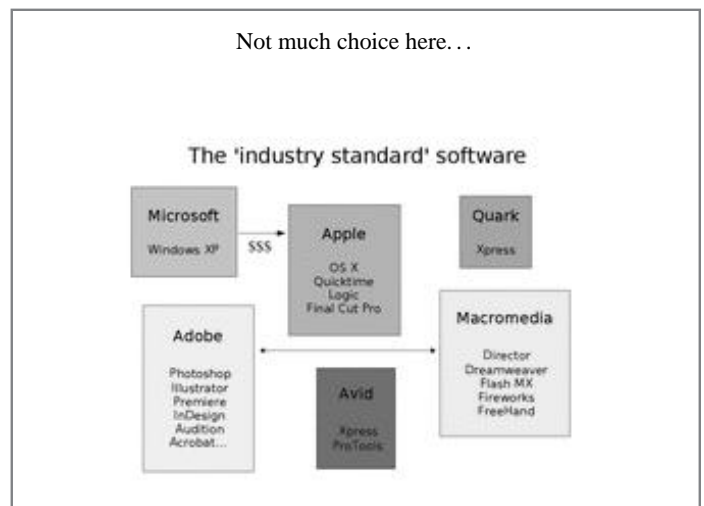 Not much choice here...
The 'industry standard' software
Microsoft
Windows XP
$$$
Apple
OS X
Quicktime
Logic
Final Cut Pro
Quark
Xpress
Adobe
Photoshop
Illustrator
Premiere
InDesign
Audition
Acrobat...
Avid
Xpress
ProTools
Macromedia
Director
Dreamweaver
Flash MX
Fireworks
FreeHand